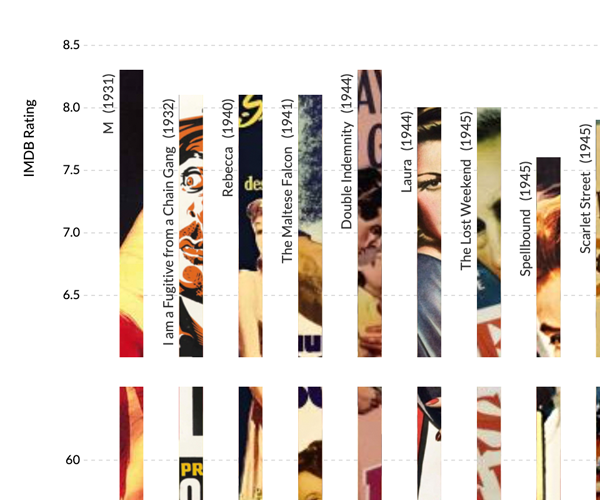 8.5
8.0
7.5
7.0
6.5
60
IMDB Rating
M (1931)
I am a Fugitive from a Chain Gang (1932)
Rebecca (1940)
The Maltese Falcon (1941)
Double Indemnity (1944)
Laura (1944)
The Lost Weekend (1945)
Spellbound (1945)
Scarlet Street (1945)
des
PR